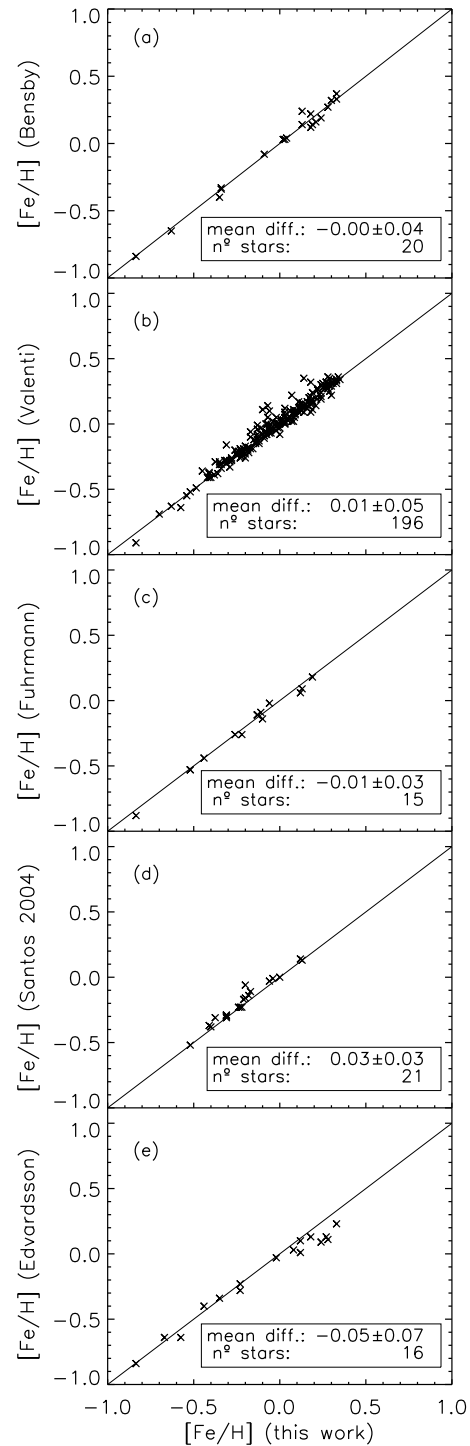 1.0
(a)
0.5
0.0
−0.5
−1.0
[Fe/H] (Bensby)
mean diff.: −0.00±0.04
nº stars: 20
1.0
(b)
0.5
0.0
−0.5
−1.0
[Fe/H] (Valenti)
mean diff.: 0.01±0.05
nº stars: 196
1.0
(c)
0.5
0.0
−0.5
−1.0
[Fe/H] (Fuhrmann)
mean diff.: −0.01±0.03
nº stars: 15
1.0
(d)
0.5
0.0
−0.5
−1.0
[Fe/H] (Santos 2004)
mean diff.: 0.03±0.03
nº stars: 21
1.0
(e)
0.5
0.0
−0.5
−1.0
[Fe/H] (Edvardsson)
mean diff.: −0.05±0.07
nº stars: 16
−1.0 −0.5 0.0 0.5 1.0
[Fe/H] (this work)